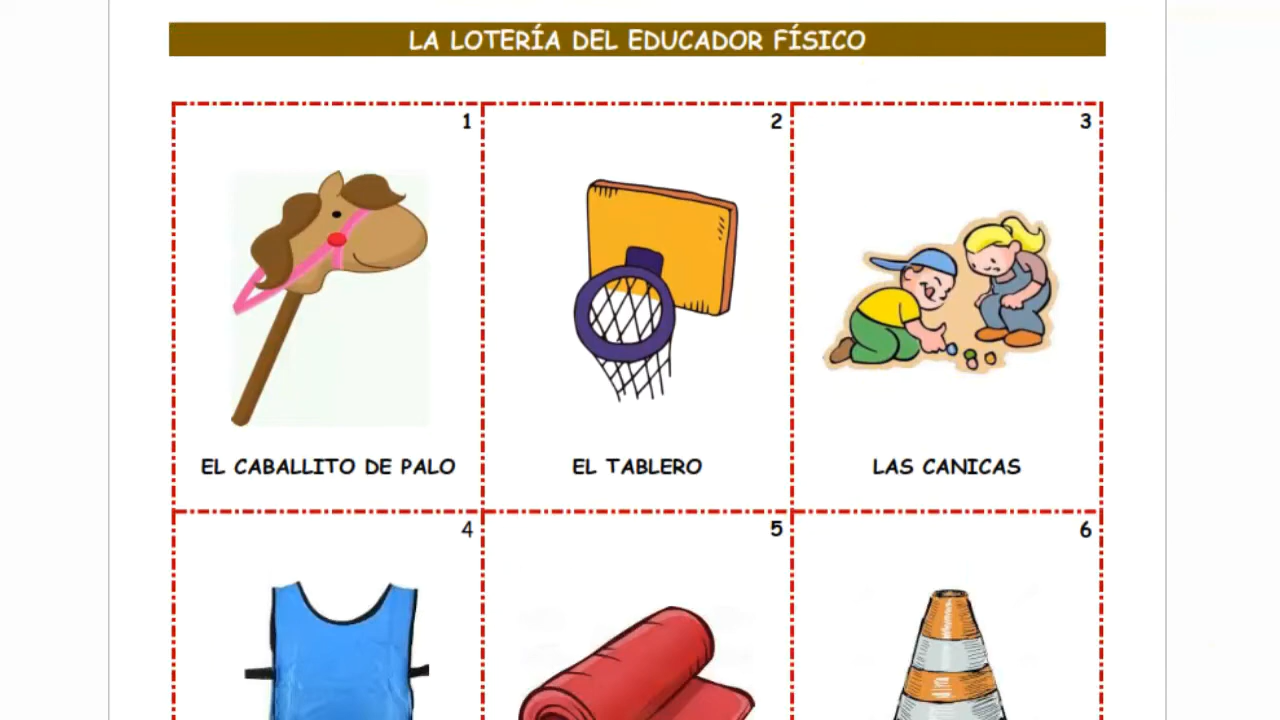 LA LOTERÍA DEL EDUCADOR FÍSICO
1
2
3
EL CABALLITO DE PALO
EL TABLERO
LAS CANICAS
4
5
6